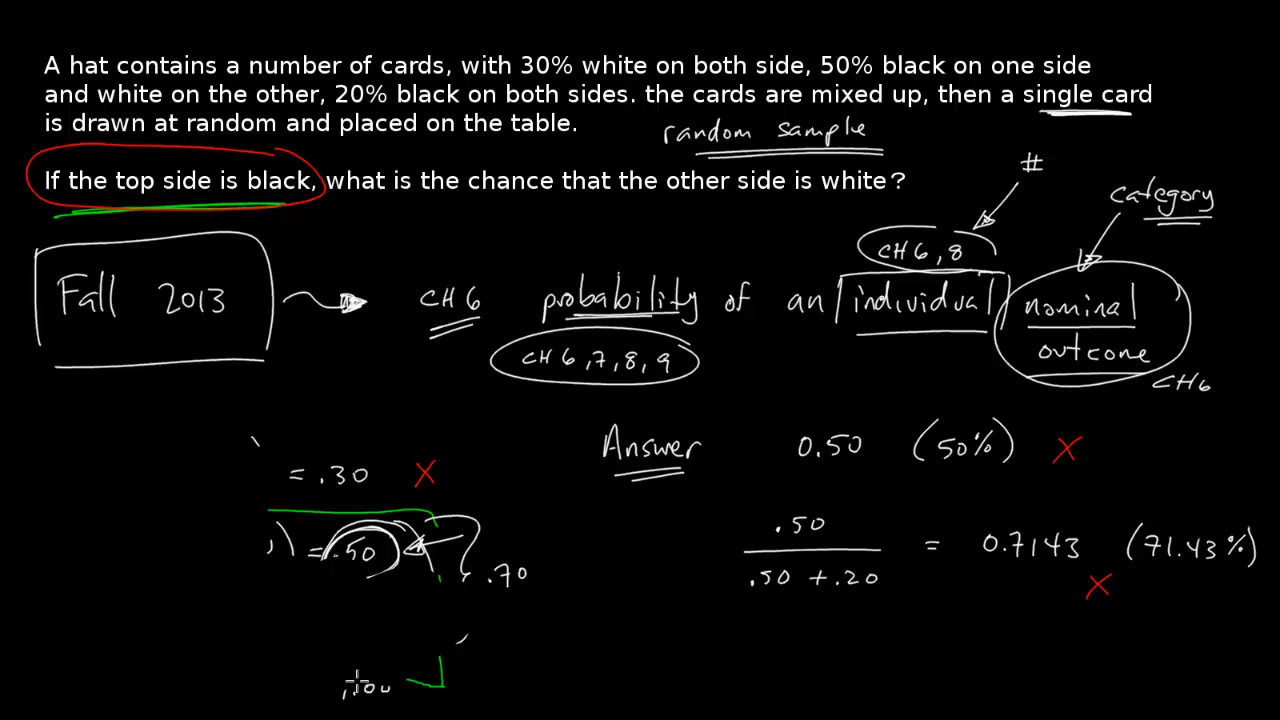 A hat contains a number of cards, with 30% white on both side, 50% black on one side
and white on the other, 20% black on both sides. the cards are mixed up, then a single card
is drawn at random and placed on the table.
random sample
If the top side is black, what is the chance that the other side is white?
#
category
CH 6, 8
Fall 2013
CH 6 probability of an individual nominal
outcome
CH 6, 7, 8, 9
CH 6
Answer 0.50 (50%) X
= .30 X
.50
.50 + .20
= 0.7143 (71.43%)
X
) = .50
.70